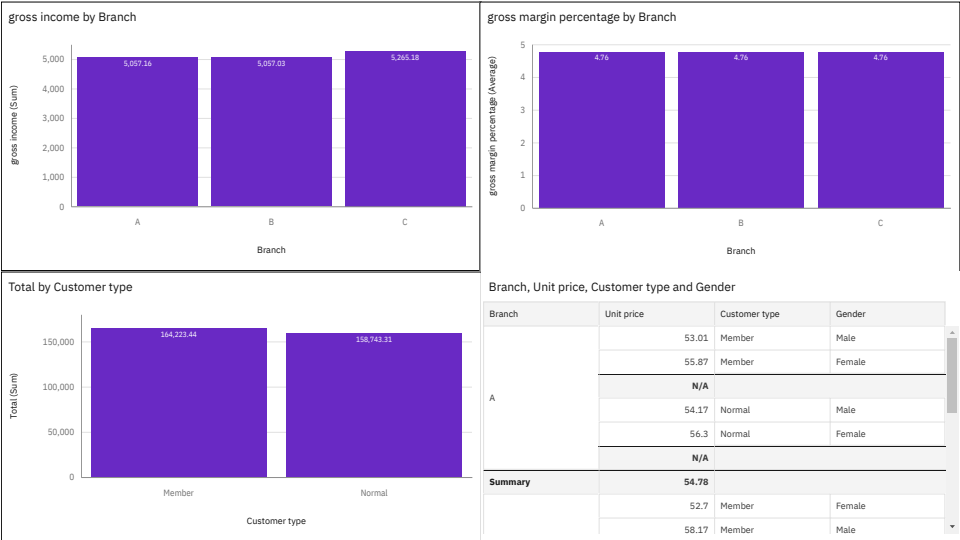 gross income by Branch
gross income (Sum)
5,000
4,000
3,000
2,000
1,000
0
5,057.16
5,057.03
5,265.18
A
B
C
Branch
gross margin percentage by Branch
gross margin percentage (Average)
5
4
3
2
1
0
4.76
4.76
4.76
A
B
C
Branch
Total by Customer type
Total (Sum)
150,000
100,000
50,000
0
164,223.44
158,743.31
Member
Normal
Customer type
Branch, Unit price, Customer type and Gender
Branch Unit price Customer type Gender
53.01 Member Male
55.87 Member Female
N/A
A
54.17 Normal Male
56.3 Normal Female
N/A
Summary 54.78
52.7 Member Female
58.17 Member Male